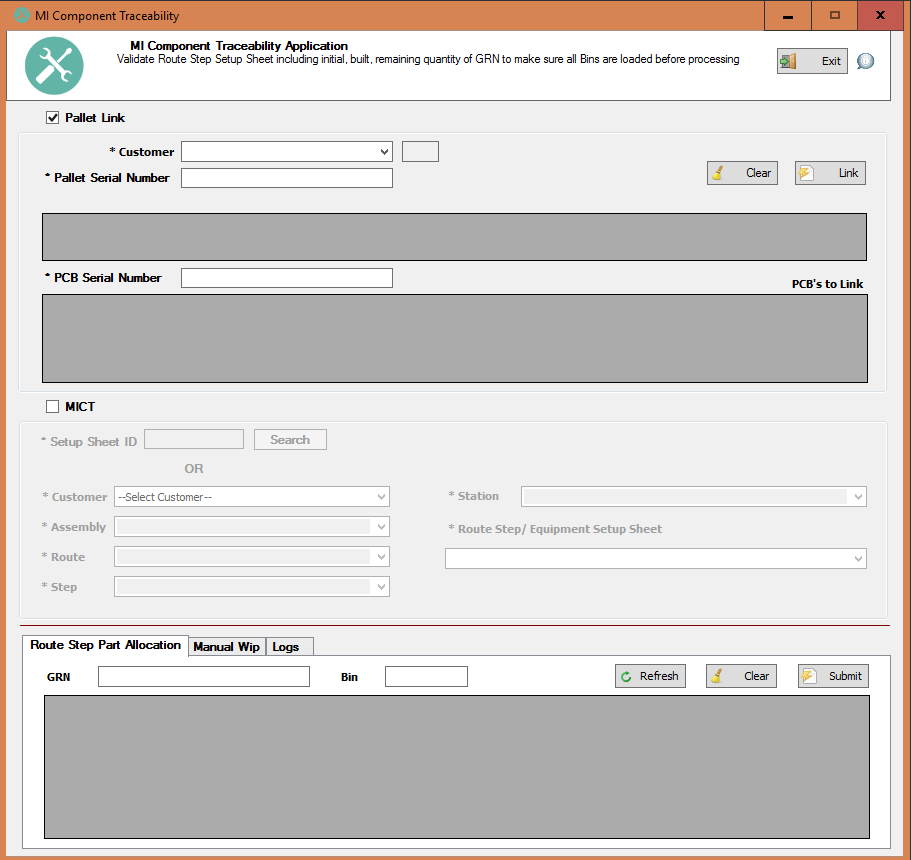 MI Component Traceability
MI Component Traceability Application
Validate Route Step Setup Sheet including initial, built, remaining quantity of GRN to make sure all Bins are loaded before processing
Exit
Pallet Link
* Customer
* Pallet Serial Number
Clear
Link
* PCB Serial Number
PCB's to Link
MICT
* Setup Sheet ID
Search
OR
* Customer
--Select Customer--
* Station
* Assembly
* Route Step/ Equipment Setup Sheet
* Route
* Step
Route Step Part Allocation
Manual Wip
Logs
GRN
Bin
Refresh
Clear
Submit